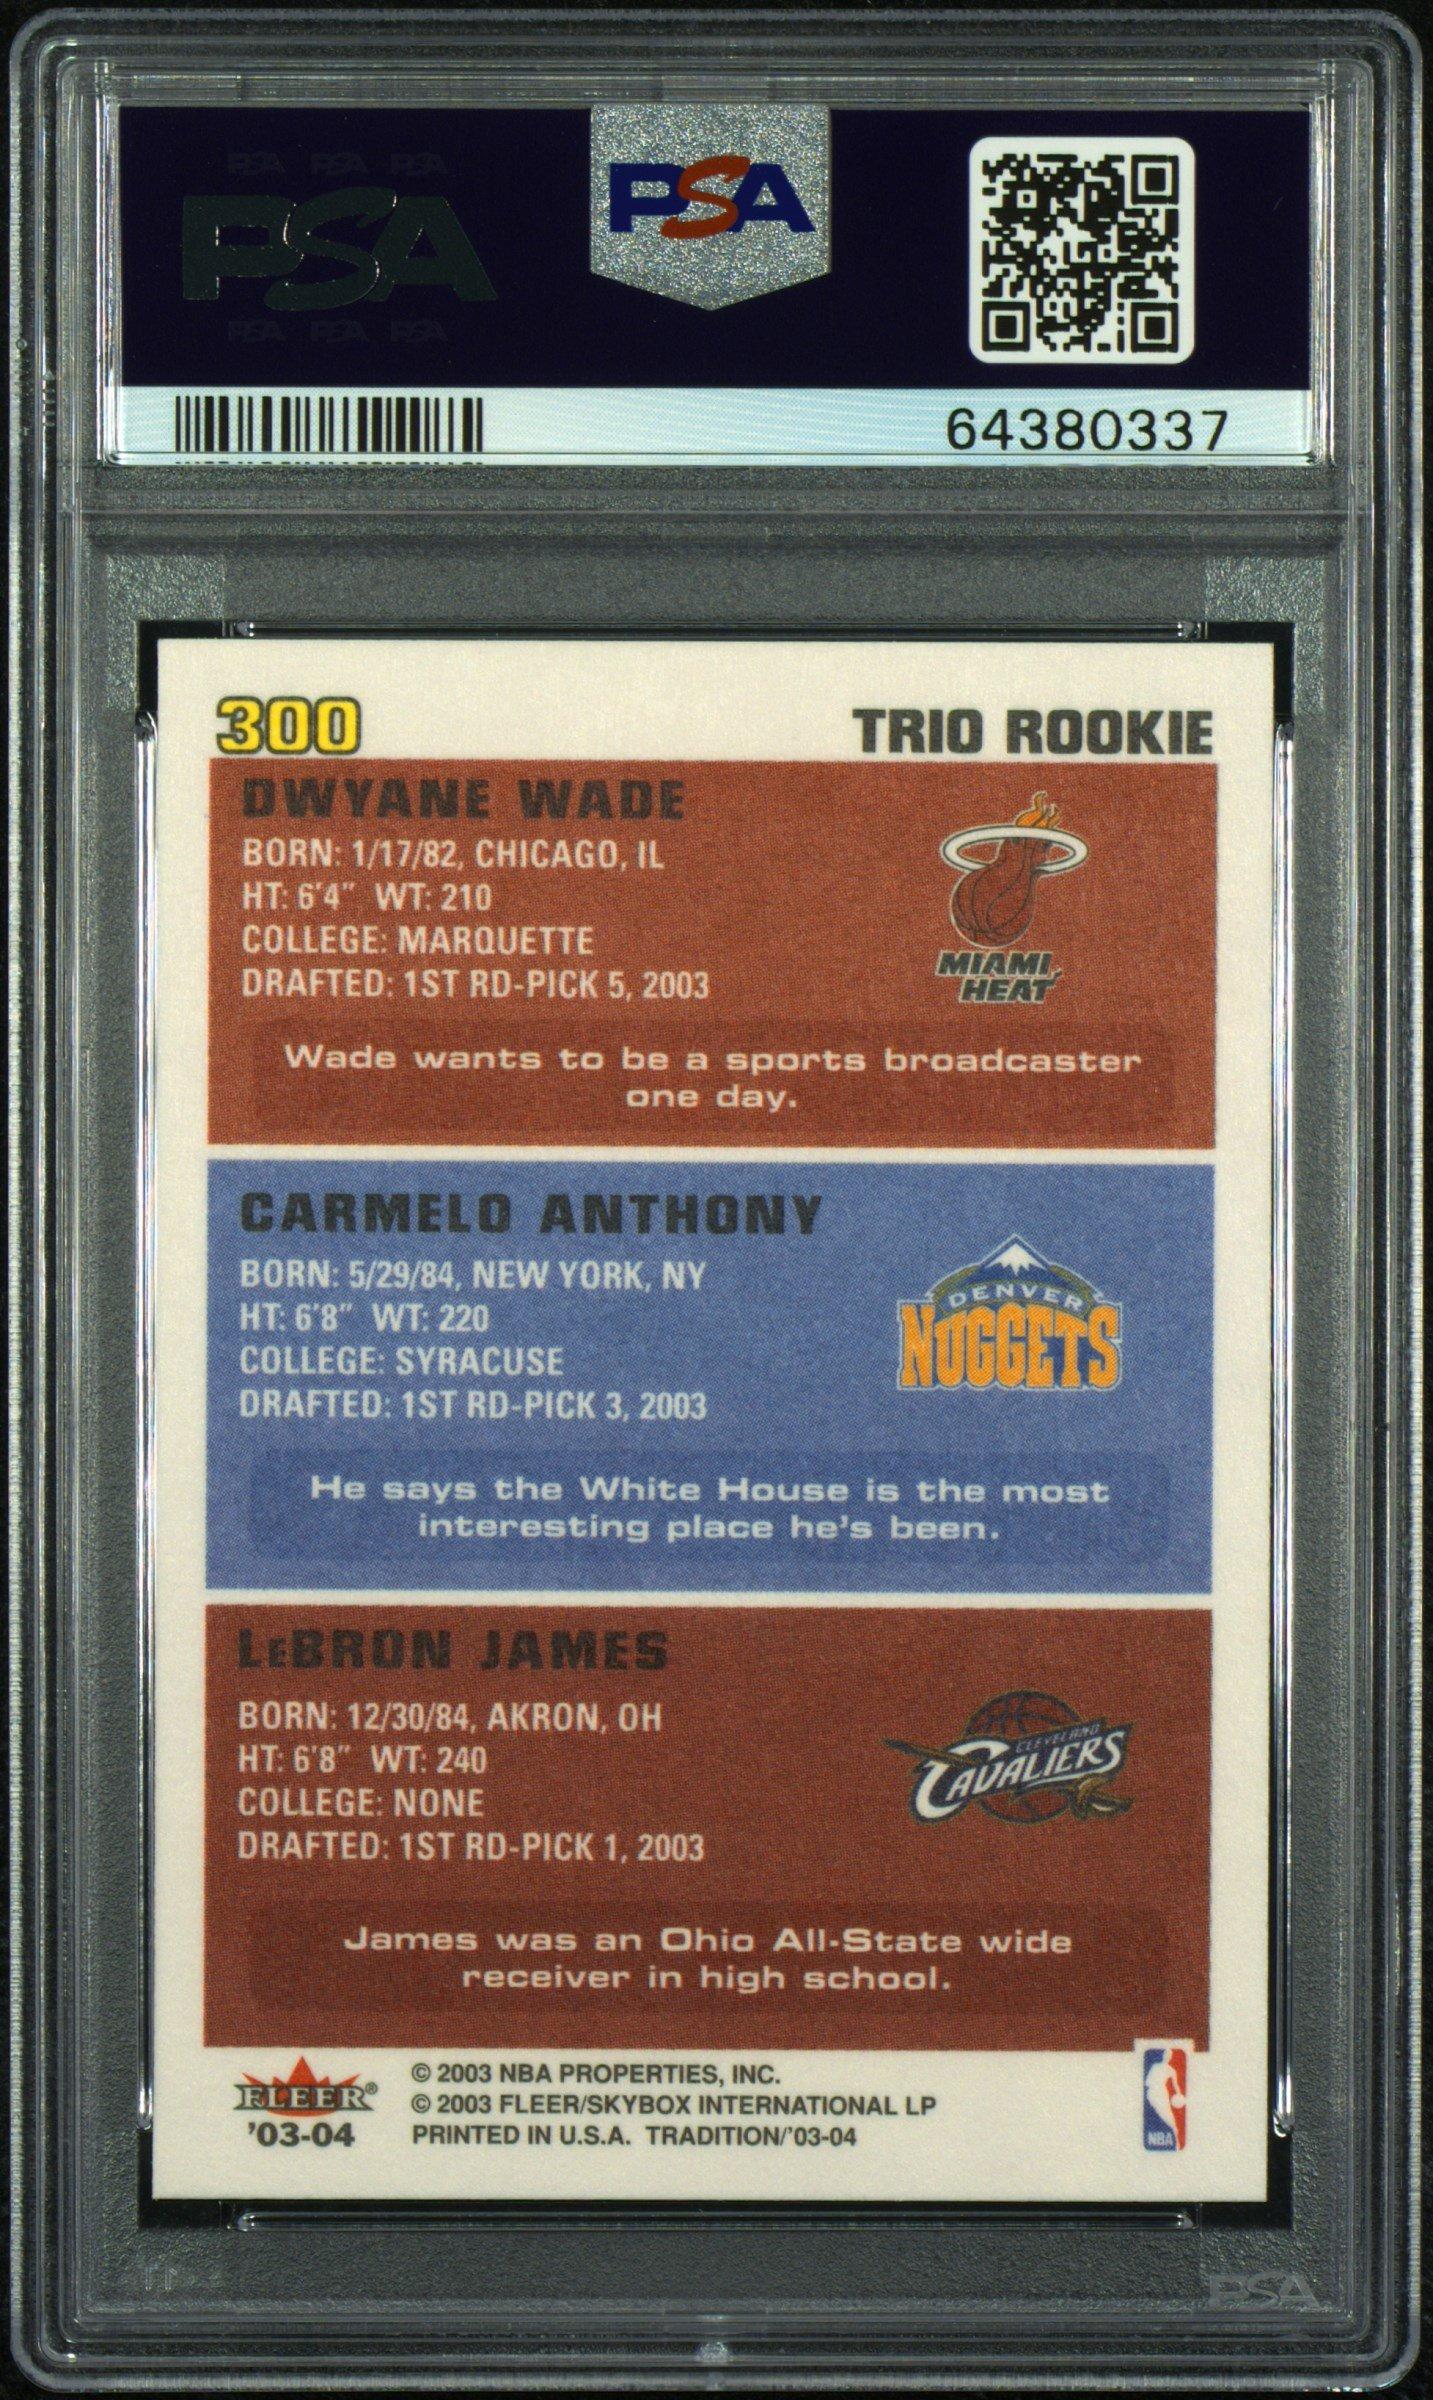 PSA PSA PSA
PSA
PSA PSA PSA
PSA
64380337
300
TRIO ROOKIE
DWYANE WADE
BORN: 1/17/82, CHICAGO, IL
HT: 6'4" WT: 210
COLLEGE: MARQUETTE
DRAFTED: 1ST RD-PICK 5, 2003
MIAMI
HEAT
Wade wants to be a sports broadcaster
one day.
CARMELO ANTHONY
BORN: 5/29/84, NEW YORK, NY
HT: 6'8" WT: 220
COLLEGE: SYRACUSE
DRAFTED: 1ST RD-PICK 3, 2003
DENVER
NUGGETS
He says the White House is the most
interesting place he's been.
LeBRON JAMES
BORN: 12/30/84, AKRON, OH
HT: 6'8" WT: 240
COLLEGE: NONE
DRAFTED: 1ST RD-PICK 1, 2003
CLEVELAND
CAVALIERS
James was an Ohio All-State wide
receiver in high school.
FLEER®
'03-04
© 2003 NBA PROPERTIES, INC.
© 2003 FLEER/SKYBOX INTERNATIONAL LP
PRINTED IN U.S.A. TRADITION/'03-04
NBA
PSA